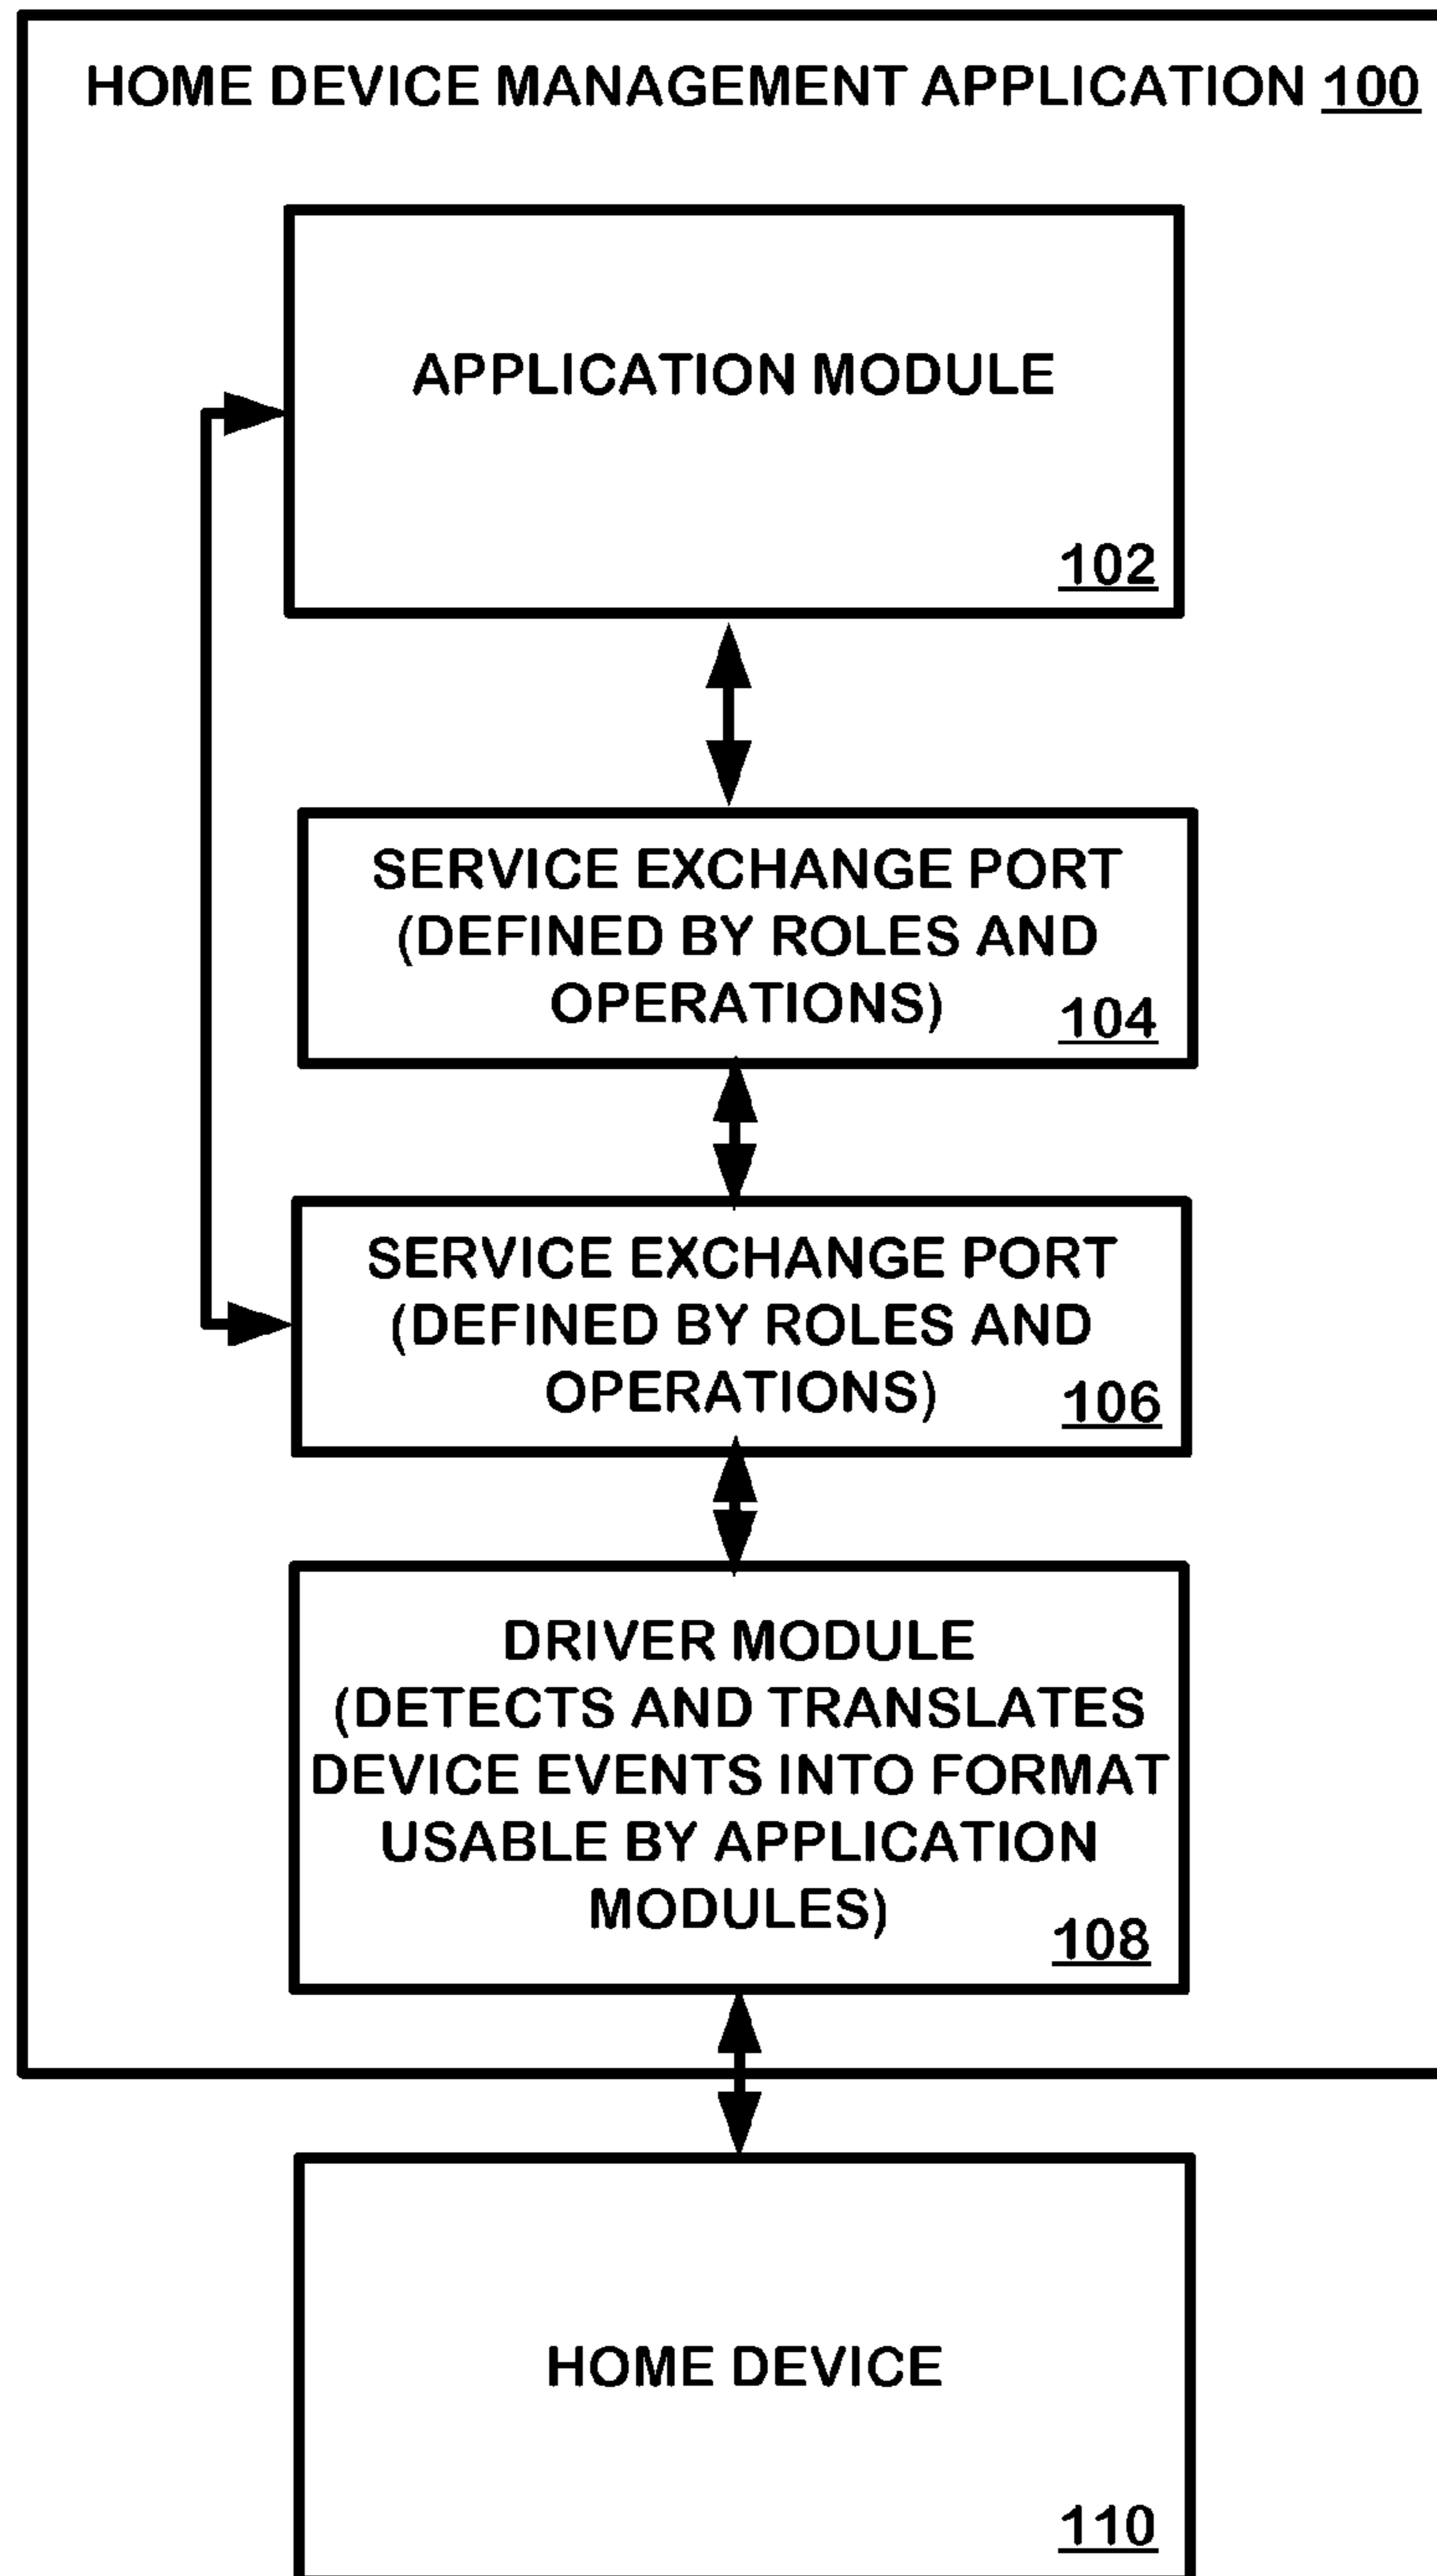 HOME DEVICE MANAGEMENT APPLICATION 100
APPLICATION MODULE
102
SERVICE EXCHANGE PORT
(DEFINED BY ROLES AND
OPERATIONS)
104
SERVICE EXCHANGE PORT
(DEFINED BY ROLES AND
OPERATIONS)
106
DRIVER MODULE
(DETECTS AND TRANSLATES
DEVICE EVENTS INTO FORMAT
USABLE BY APPLICATION
MODULES)
108
HOME DEVICE
110